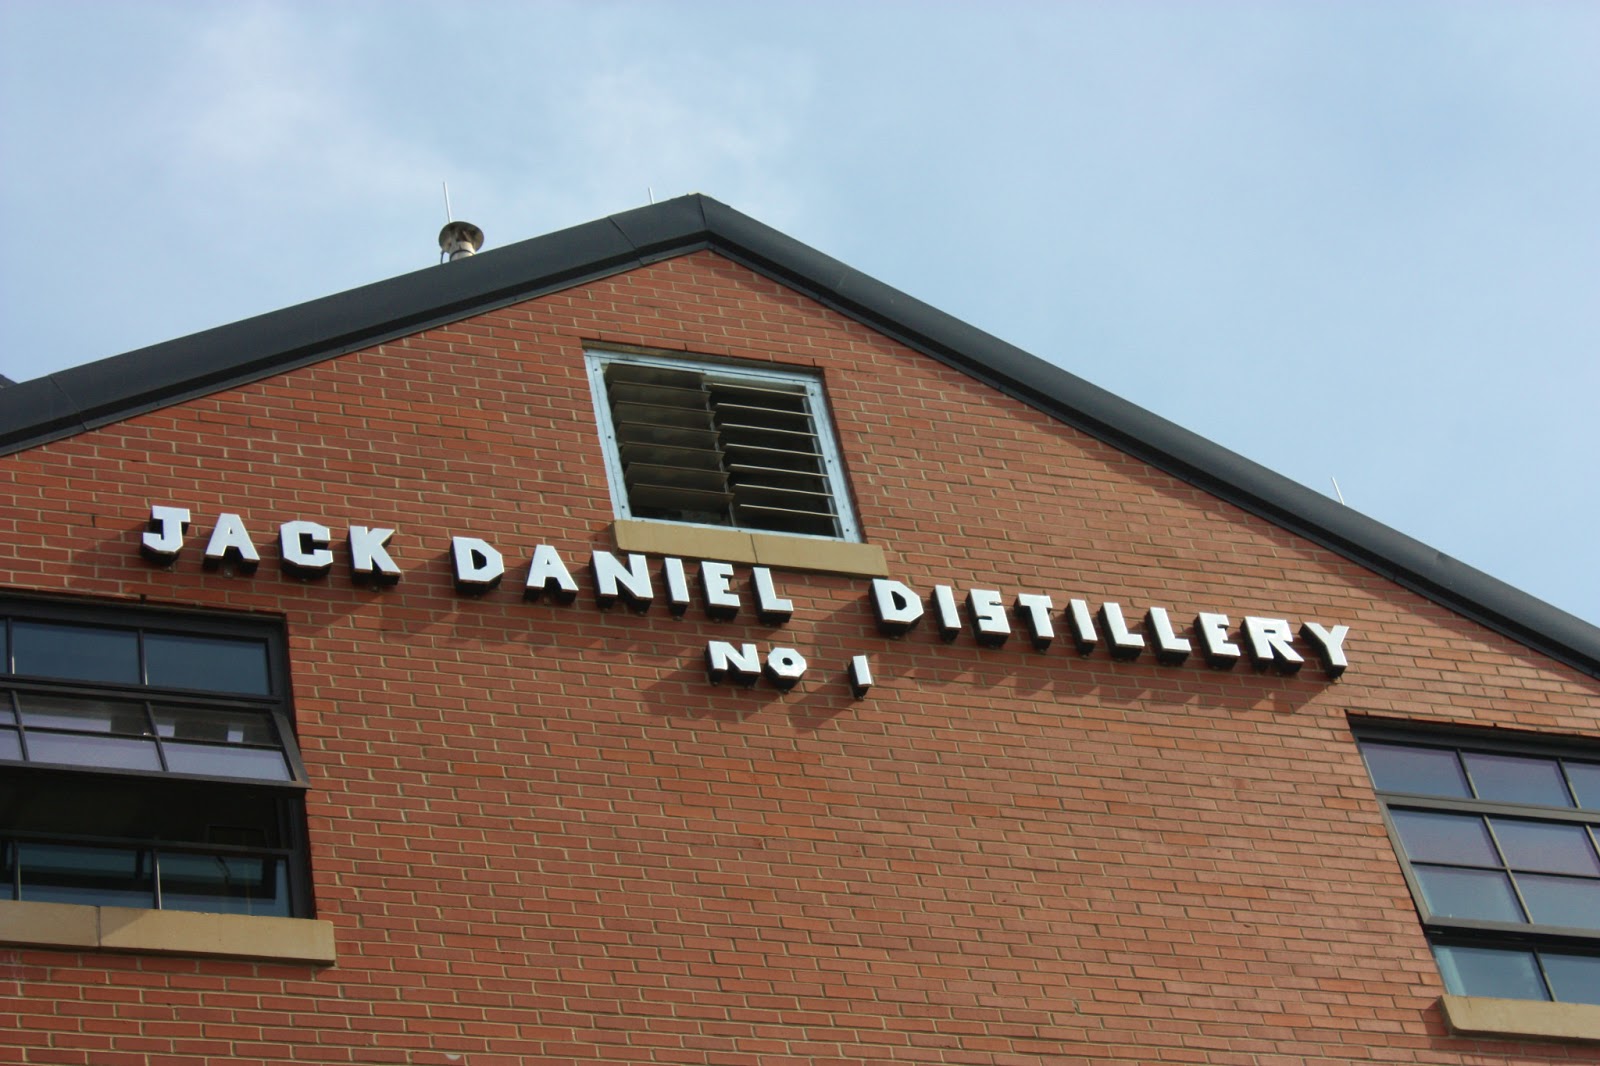 JACK DANIEL DISTILLERY
No 1